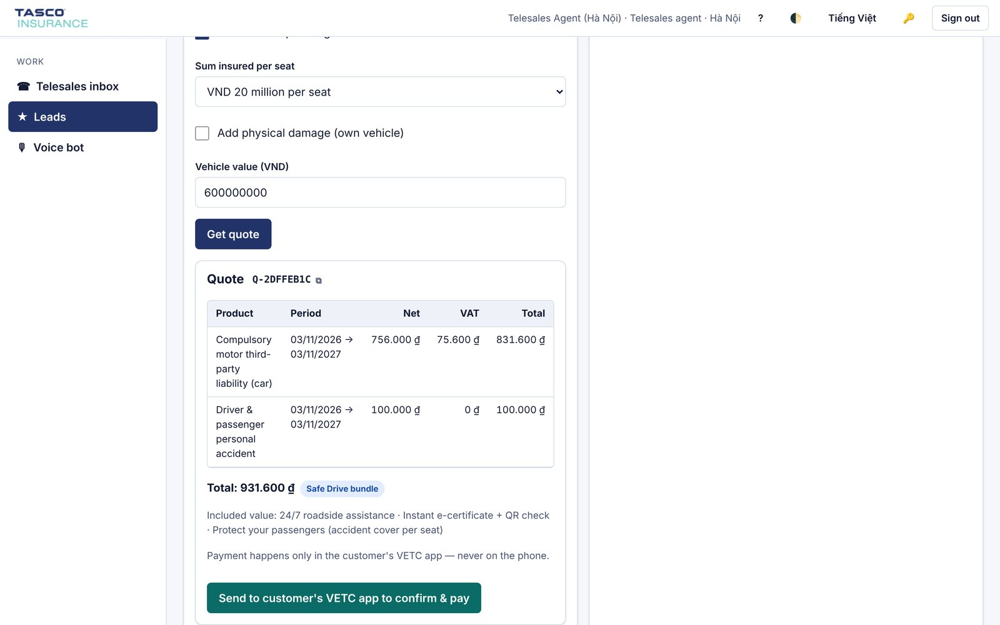 TASCO
INSURANCE
Telesales Agent (Hà Nội) · Telesales agent · Hà Nội
?
Tiếng Việt
Sign out
WORK
Telesales inbox
Leads
Voice bot
Sum insured per seat
VND 20 million per seat
Add physical damage (own vehicle)
Vehicle value (VND)
600000000
Get quote
Quote Q-2DFFEB1C
Product Period Net VAT Total
Compulsory motor third-party liability (car) 03/11/2026 → 03/11/2027 756.000 ₫ 75.600 ₫ 831.600 ₫
Driver & passenger personal accident 03/11/2026 → 03/11/2027 100.000 ₫ 0 ₫ 100.000 ₫
Total: 931.600 ₫ Safe Drive bundle
Included value: 24/7 roadside assistance · Instant e-certificate + QR check
· Protect your passengers (accident cover per seat)
Payment happens only in the customer's VETC app — never on the phone.
Send to customer's VETC app to confirm & pay